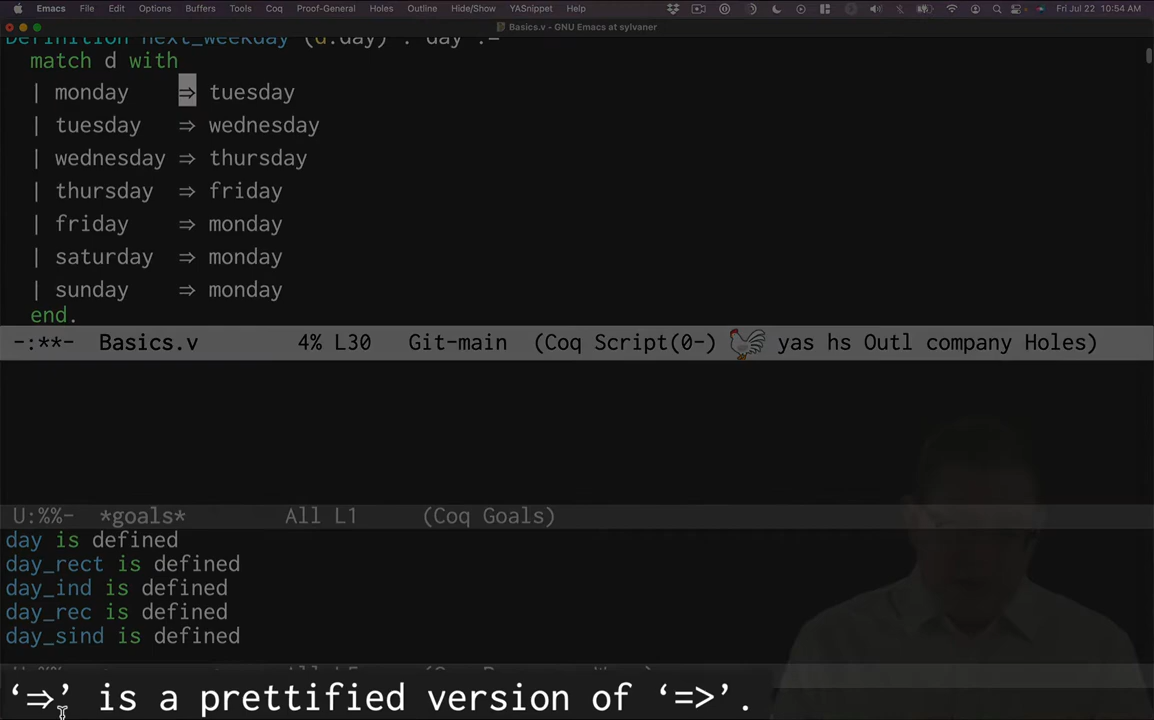 Emacs File Edit Options Buffers Tools Coq Proof-General Holes Outline Hide/Show YASnippet Help Fri Jul 22 10:54 AM
Basics.v - GNU Emacs at sylvaner
Definition next_weekday (d:day) : day :=
match d with
| monday ⇒ tuesday
| tuesday ⇒ wednesday
| wednesday ⇒ thursday
| thursday ⇒ friday
| friday ⇒ monday
| saturday ⇒ monday
| sunday ⇒ monday
end.
-:**- Basics.v 4% L30 Git-main (Coq Script(0-) yas hs Outl company Holes)
U:%%- *goals* All L1 (Coq Goals)
day is defined
day_rect is defined
day_ind is defined
day_rec is defined
day_sind is defined
‘⇒’ is a prettified version of ‘=>’.